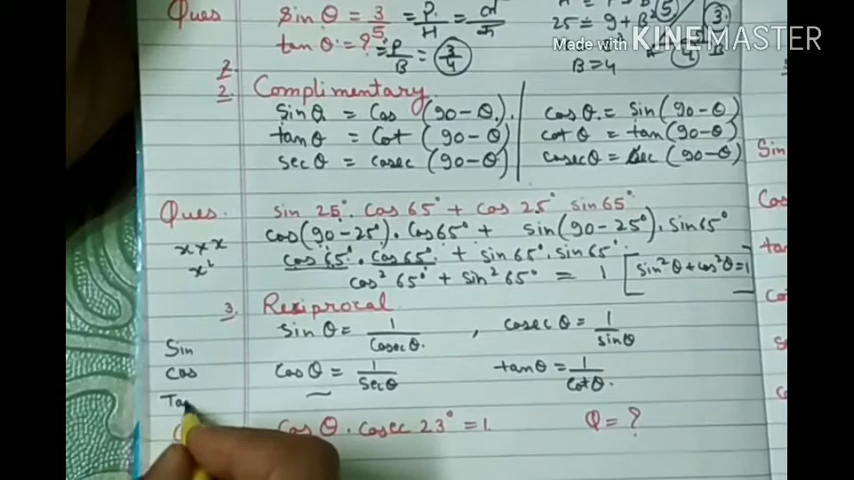 Ques sin θ = 3/5 = P/H
25 = 9 + B²
tan θ = ? = P/B = 3/4
B = 4
Made with KINEMASTER
2. Complimentary
sin θ = Cos (90-θ). cos θ = sin (90-θ)
tan θ = Cot (90-θ) cot θ = tan (90-θ)
sec θ = cosec (90-θ) cosec θ = sec (90-θ)
Sin
Ques. sin 25°. cos 65° + cos 25° sin 65°
cos (90-25°). cos 65° + sin (90-25°). sin 65°
x×x cos 65°. cos 65° + sin 65°. sin 65°.
x² cos² 65° + sin² 65° = 1 [sin²θ + cos²θ = 1]
3. Resiprocal
sin θ = 1/Cosec θ. , cosec θ = 1/sin θ
Sin
Cos Cos θ = 1/Sec θ tan θ = 1/Cot θ.
Ta
Cos θ. cosec 23° = 1 θ = ?